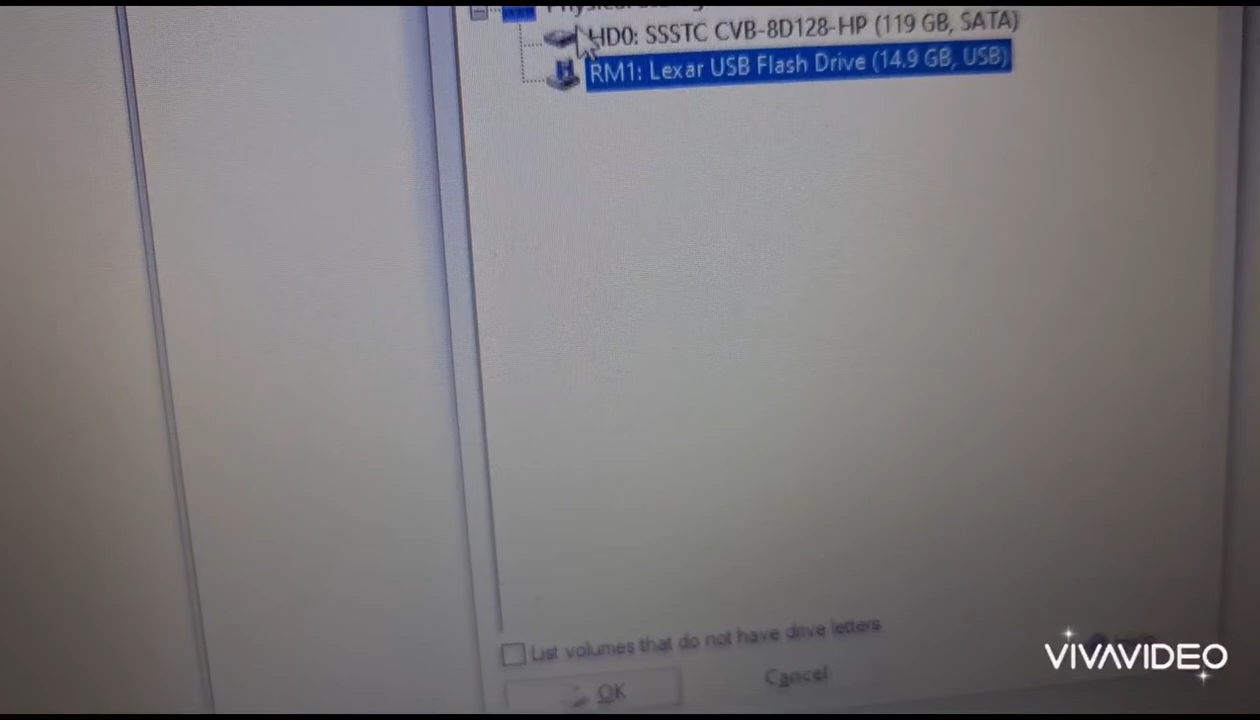 HD0: SSSTC CVB-8D128-HP (119 GB, SATA)
RM1: Lexar USB Flash Drive (14.9 GB, USB)
List volumes that do not have drive letters
OK
Cancel
VIVAVIDEO